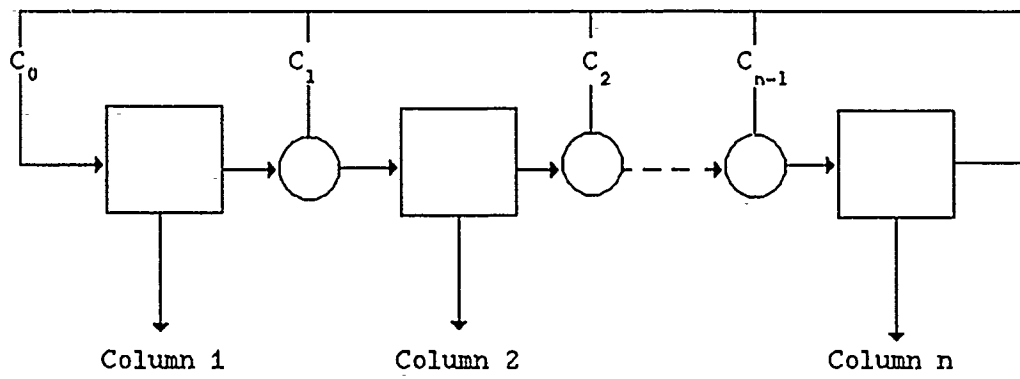 C₀ C₁ C₂ Cₙ₋₁
Column 1 Column 2 Column n